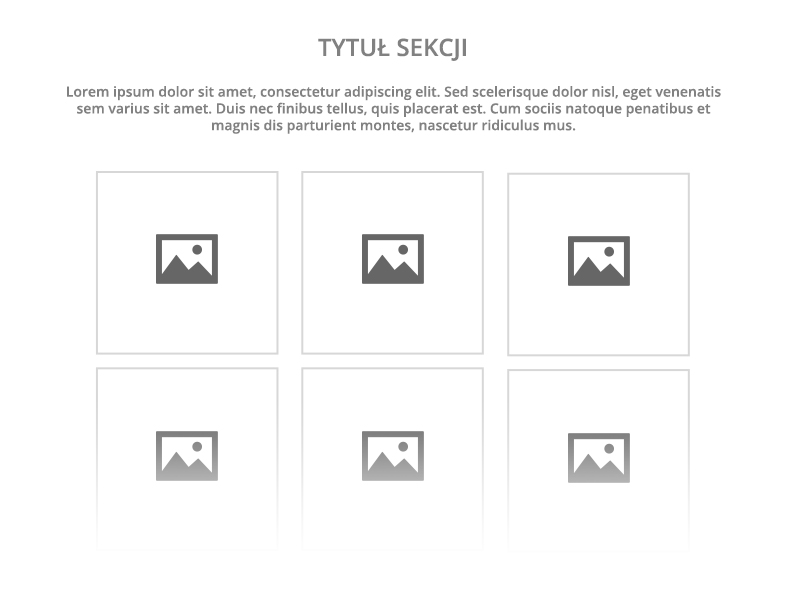 TYTUŁ SEKCJI
Lorem ipsum dolor sit amet, consectetur adipiscing elit. Sed scelerisque dolor nisl, eget venenatis
sem varius sit amet. Duis nec finibus tellus, quis placerat est. Cum sociis natoque penatibus et
magnis dis parturient montes, nascetur ridiculus mus.